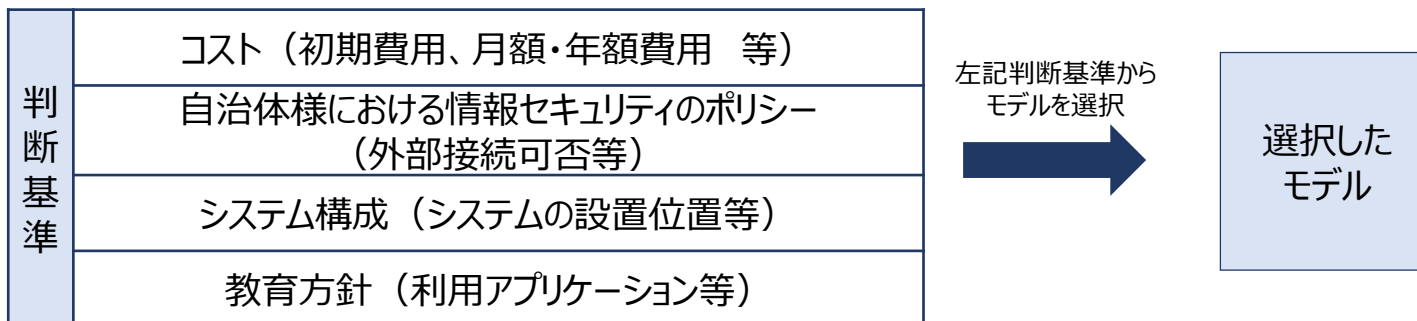 判断基準
コスト（初期費用、月額・年額費用　等）
自治体様における情報セキュリティのポリシー
（外部接続可否等）
システム構成（システムの設置位置等）
教育方針（利用アプリケーション等）
左記判断基準から
モデルを選択
選択した
モデル